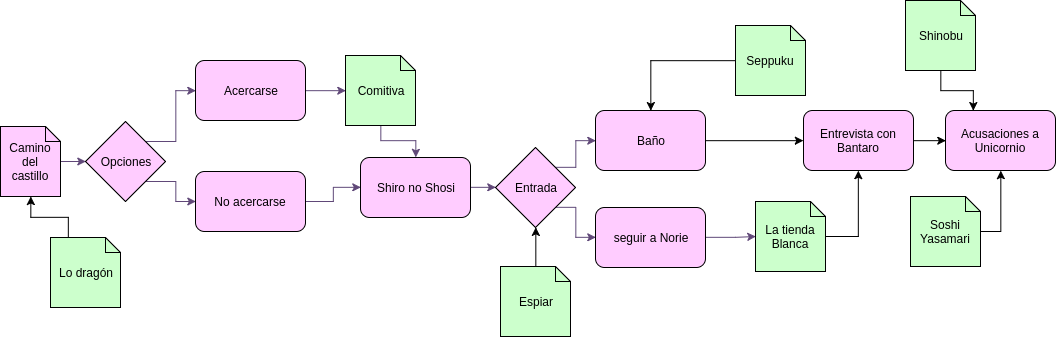 Camino
del
castillo
Lo dragón
Opciones
Acercarse
No acercarse
Comitiva
Shiro no Shosi
Entrada
Espiar
Baño
seguir a Norie
Seppuku
La tienda
Blanca
Entrevista con
Bantaro
Shinobu
Acusaciones a
Unicornio
Soshi
Yasamari